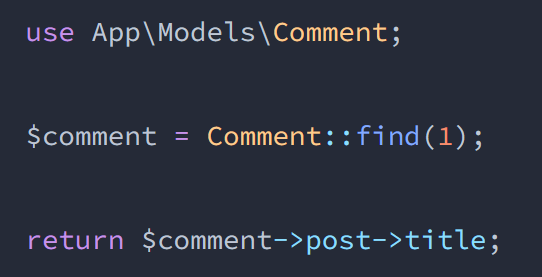 use App\Models\Comment;
$comment = Comment::find(1);
return $comment->post->title;